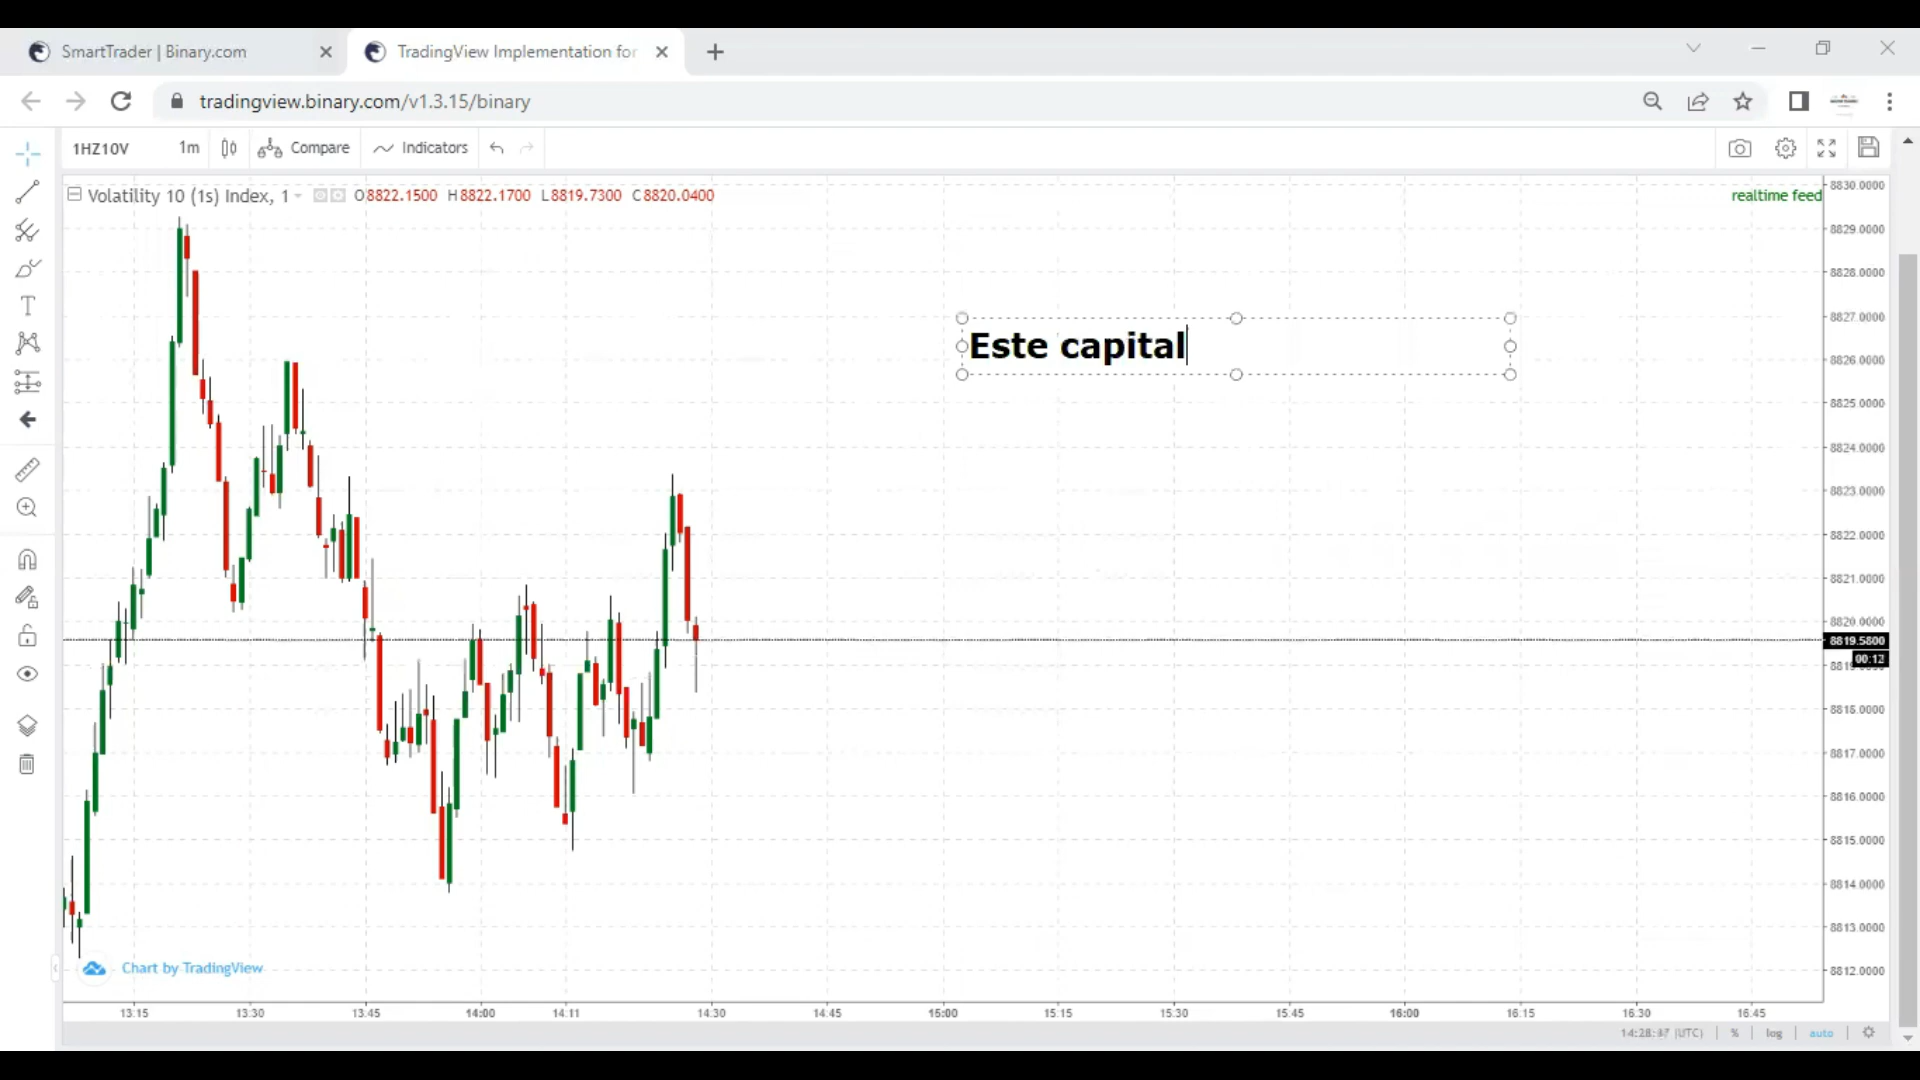 SmartTrader | Binary.com
TradingView Implementation for
tradingview.binary.com/v1.3.15/binary
1HZ10V 1m Compare Indicators
Volatility 10 (1s) Index, 1 O8822.1500 H8822.1700 L8819.7300 C8820.0400
realtime feed
Este capital
8830.0000
8829.0000
8828.0000
8827.0000
8826.0000
8825.0000
8824.0000
8823.0000
8822.0000
8821.0000
8820.0000
8819.5800
00:12
8818.0000
8817.0000
8816.0000
8815.0000
8814.0000
8813.0000
8812.0000
Chart by TradingView
13:15 13:30 13:45 14:00 14:11 14:30 14:45 15:00 15:15 15:30 15:45 16:00 16:15 16:30 16:45
(UTC) % log auto